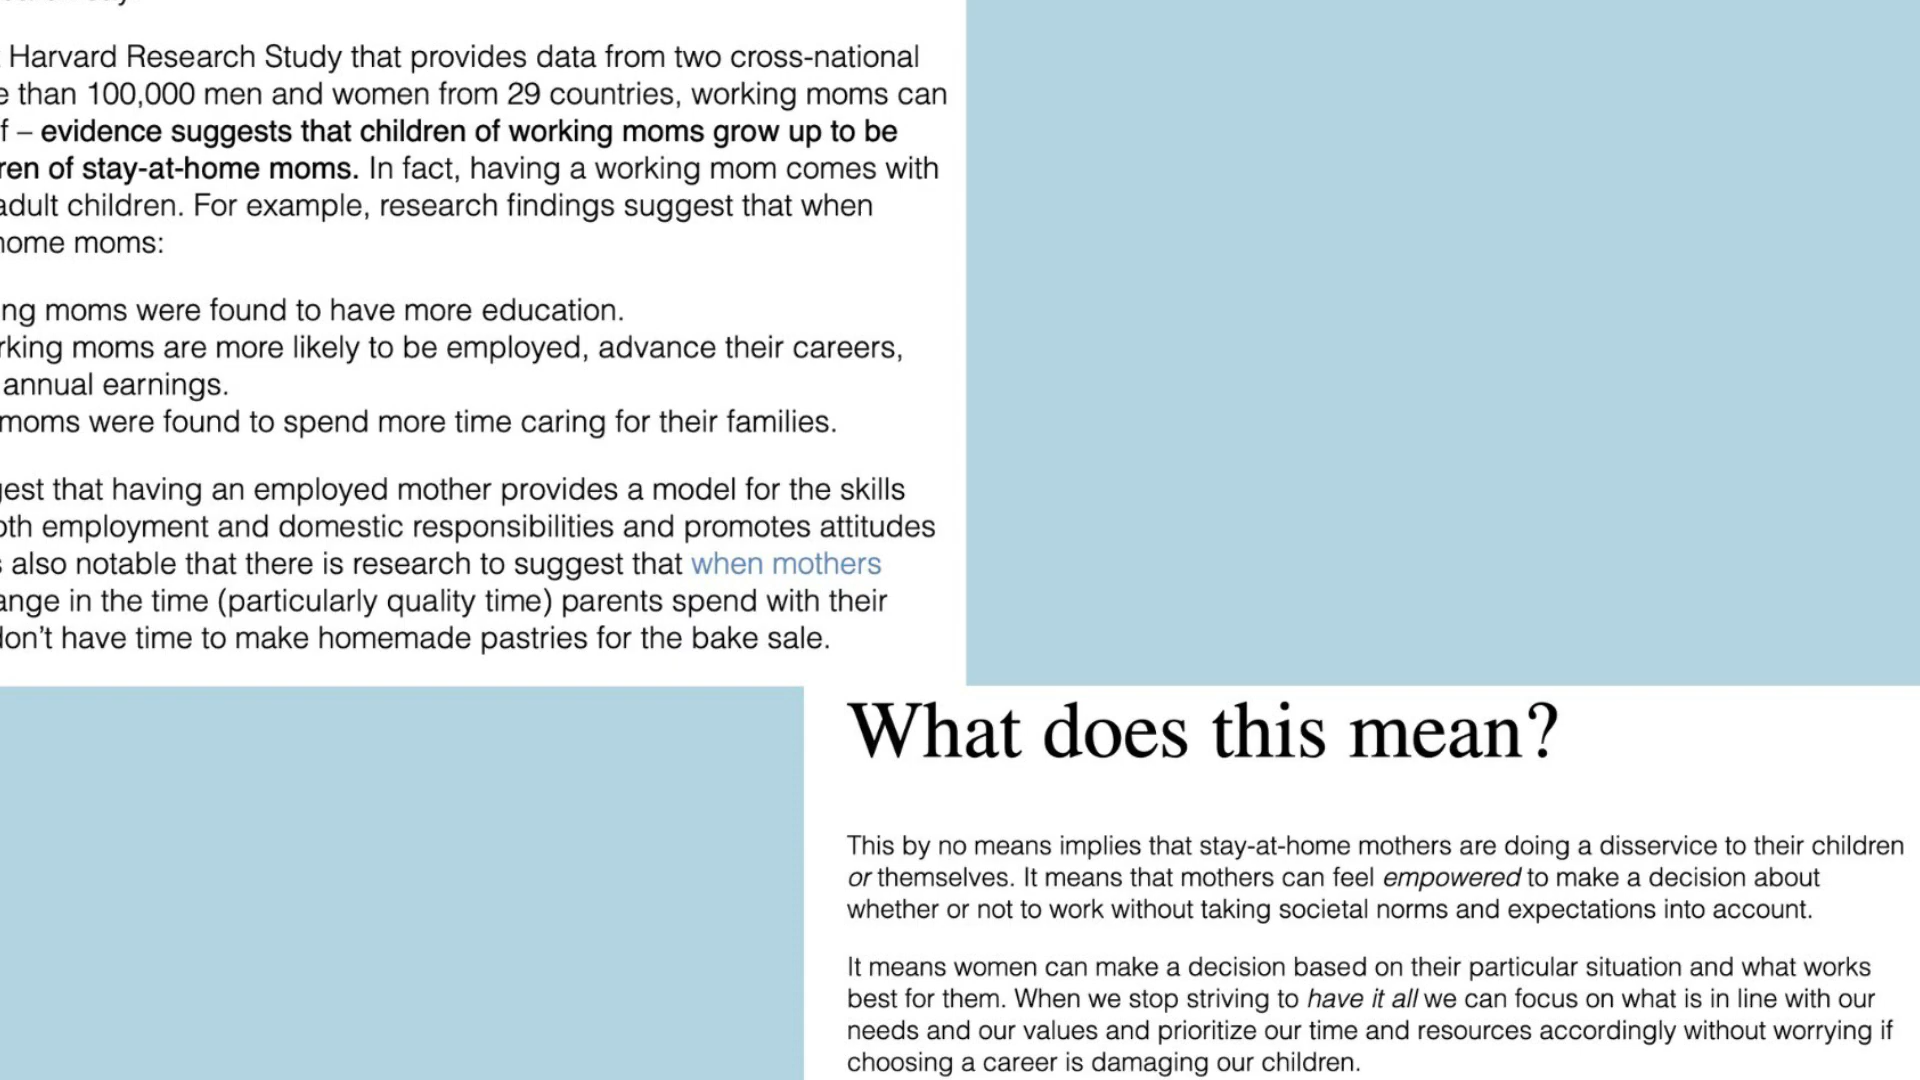 Harvard Research Study that provides data from two cross-national
than 100,000 men and women from 29 countries, working moms can
f – evidence suggests that children of working moms grow up to be
ren of stay-at-home moms. In fact, having a working mom comes with
adult children. For example, research findings suggest that when
home moms:
ng moms were found to have more education.
rking moms are more likely to be employed, advance their careers,
annual earnings.
moms were found to spend more time caring for their families.
gest that having an employed mother provides a model for the skills
oth employment and domestic responsibilities and promotes attitudes
s also notable that there is research to suggest that when mothers
ange in the time (particularly quality time) parents spend with their
don't have time to make homemade pastries for the bake sale.
What does this mean?
This by no means implies that stay-at-home mothers are doing a disservice to their children
or themselves. It means that mothers can feel empowered to make a decision about
whether or not to work without taking societal norms and expectations into account.
It means women can make a decision based on their particular situation and what works
best for them. When we stop striving to have it all we can focus on what is in line with our
needs and our values and prioritize our time and resources accordingly without worrying if
choosing a career is damaging our children.